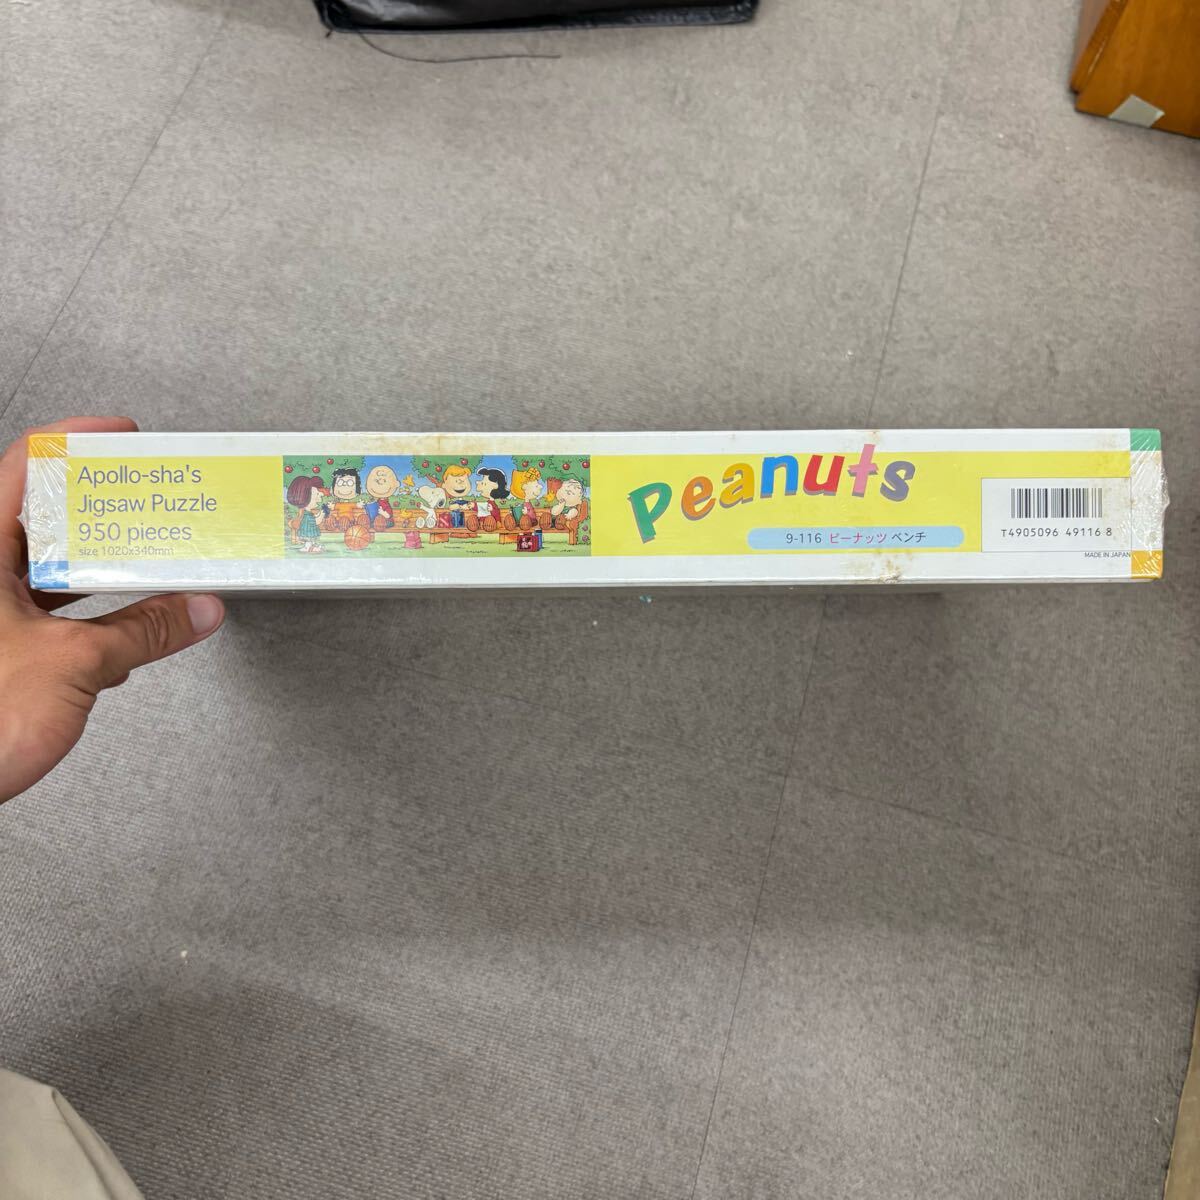 Apollo-sha's
Jigsaw Puzzle
950 pieces
size 1020x340mm
Peanuts
9-116 ピーナッツ ベンチ
T4905096 49116 8
MADE IN JAPAN